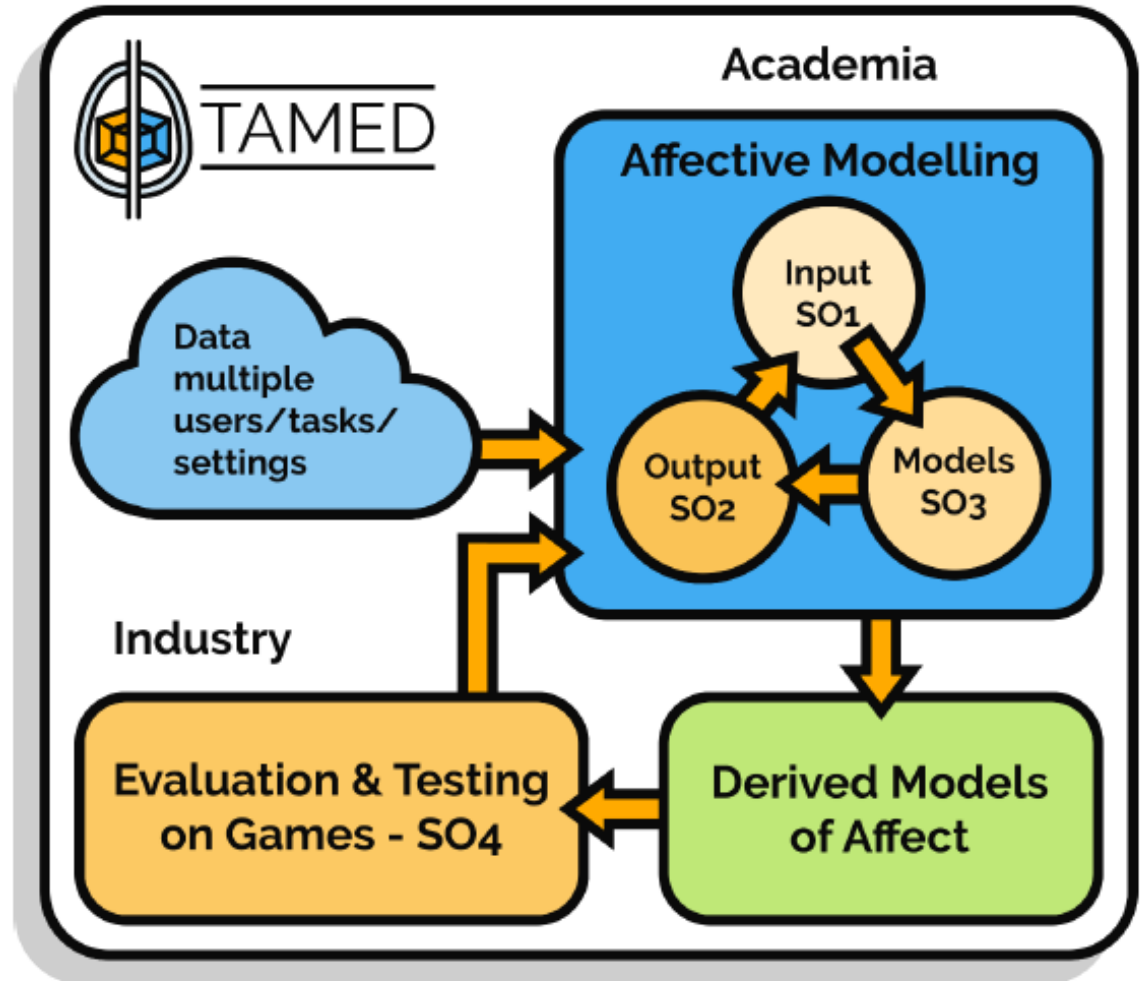 TAMED
Academia
Affective Modelling
Input
SO1
Data
multiple
users/tasks/
settings
Output
SO2
Models
SO3
Industry
Evaluation & Testing
on Games - SO4
Derived Models
of Affect